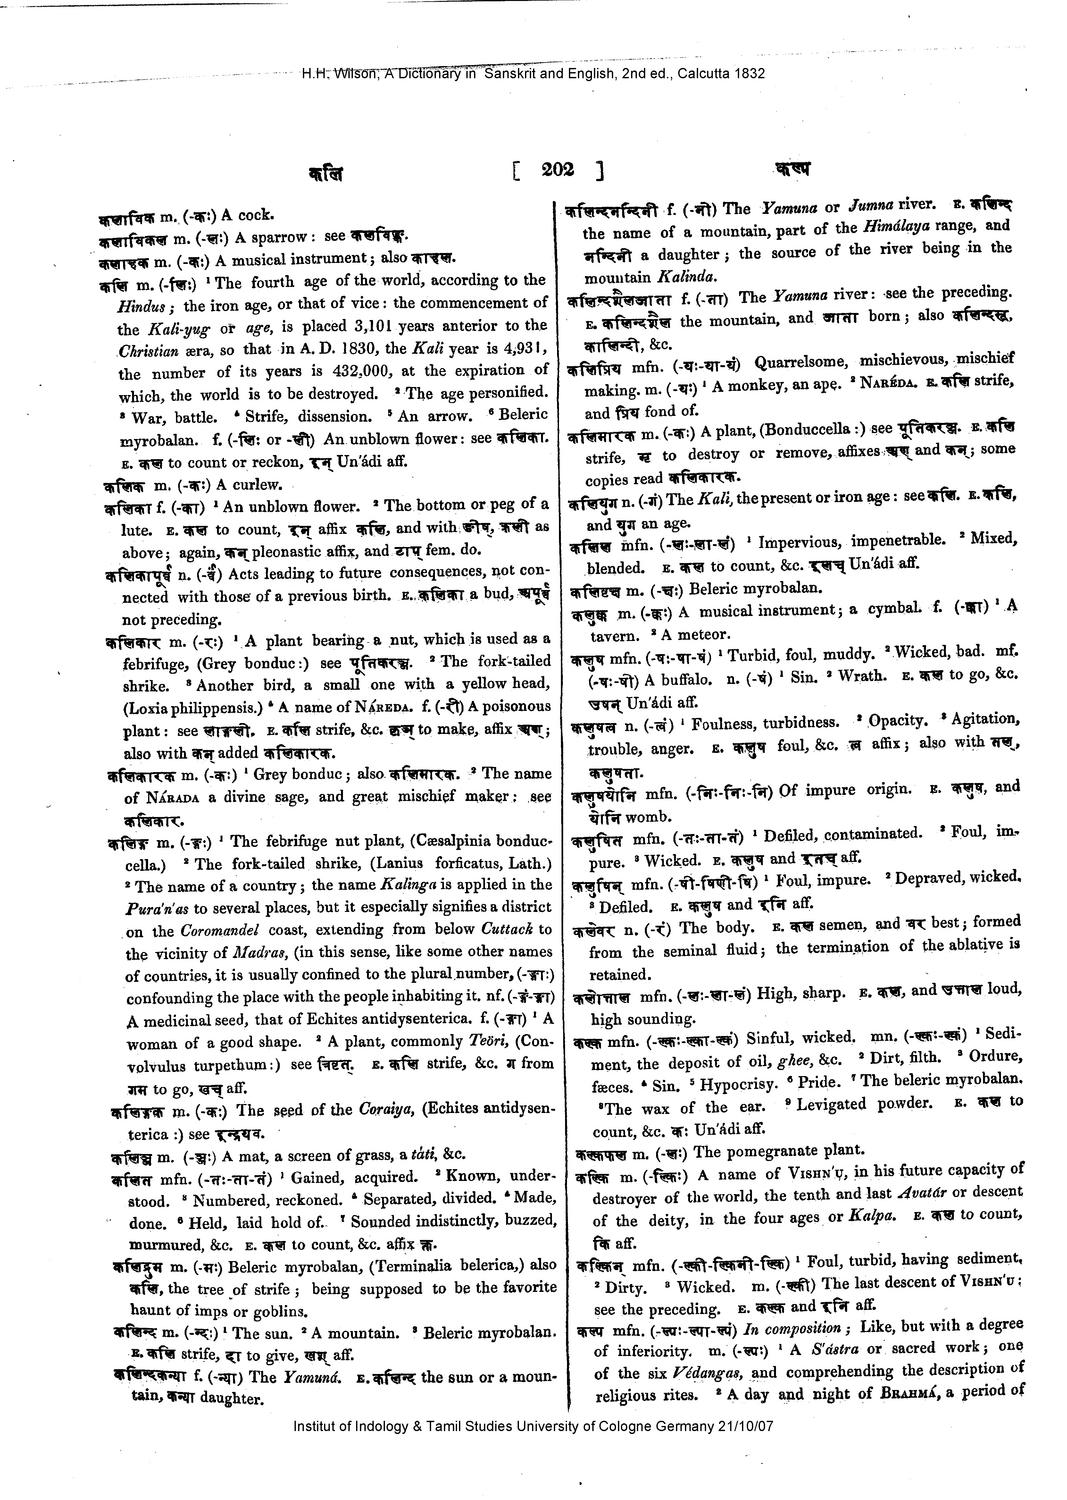 H.H. Wilson, A Dictionary in Sanskrit and English, 2nd ed., Calcutta 1832
कलि [ 202 ] कल्प
कलाविक m. (-कः) A cock.
कलाविकल m. (-लः) A sparrow: see कलविङ्क.
m. (-कः) A musical instrument; also काहल.
कलि m. (-लिः) ¹ The fourth age of the world, according to the
Hindus; the iron age, or that of vice: the commencement of
the Kali-yug or age, is placed 3,101 years anterior to the
Christian æra, so that in A. D. 1830, the Kali year is 4,931,
the number of its years is 432,000, at the expiration of
which, the world is to be destroyed. ² The age personified.
³ War, battle. ⁴ Strife, dissension. ⁵ An arrow. ⁶ Beleric
myrobalan. f. (-लिः or -ली) An unblown flower: see कलिका.
E. कल to count or reckon, इन् Un'ádi aff.
कलिक m. (-कः) A curlew.
कलिका f. (-का) ¹ An unblown flower. ² The bottom or peg of a
lute. E. कल to count, इन् affix कलि, and with ङीष्, कली as
above; again, कन् pleonastic affix, and टाप् fem. do.
कलिकापूर्व n. (-र्वं) Acts leading to future consequences, not con-
nected with those of a previous birth. E. कलिका a bud, अपूर्व
not preceding.
कलिकार m. (-रः) ¹ A plant bearing a nut, which is used as a
febrifuge, (Grey bonduc:) see पूतिकरञ्ज. ² The fork-tailed
shrike. ³ Another bird, a small one with a yellow head,
(Loxia philippensis.) ⁴ A name of NÁREDA. f. (-री) A poisonous
plant: see लाङ्गली. E. कलि strife, &c. कृञ् to make, affix अण्;
also with कन् added कलिकारक.
कलिकारक m. (-कः) ¹ Grey bonduc; also कलिमारक. ² The name
of NÁRADA a divine sage, and great mischief maker: see
कलिकार.
कलिङ्ग m. (-ङ्गः) ¹ The febrifuge nut plant, (Cæsalpinia bonduc-
cella.) ² The fork-tailed shrike, (Lanius forficatus, Lath.)
² The name of a country; the name Kalinga is applied in the
Pura'n'as to several places, but it especially signifies a district
on the Coromandel coast, extending from below Cuttack to
the vicinity of Madras, (in this sense, like some other names
of countries, it is usually confined to the plural number, (-ङ्गाः)
confounding the place with the people inhabiting it. nf. (-ङ्गं-ङ्गा)
A medicinal seed, that of Echites antidysenterica. f. (-ङ्गा) ¹ A
woman of a good shape. ² A plant, commonly Teöri, (Con-
volvulus turpethum:) see त्रिवृत्. E. कलि strife, &c. ग from
गम to go, खच् aff.
कलिङ्गक m. (-कः) The seed of the Coraiya, (Echites antidysen-
terica:) see इन्द्रयव.
कलिञ्ज m. (-ञ्जः) A mat, a screen of grass, a táti, &c.
कलित mfn. (-तः-ता-तं) ¹ Gained, acquired. ² Known, under-
stood. ³ Numbered, reckoned. ⁴ Separated, divided. ⁵ Made,
done. ⁶ Held, laid hold of. ⁷ Sounded indistinctly, buzzed,
murmured, &c. E. कल to count, &c. affix क्त.
कलिद्रुम m. (-मः) Beleric myrobalan, (Terminalia belerica,) also
कलि, the tree of strife; being supposed to be the favorite
haunt of imps or goblins.
कलिन्द m. (-न्दः) ¹ The sun. ² A mountain. ³ Beleric myrobalan.
E. कलि strife, दा to give, खश् aff.
कलिन्दकन्या f. (-न्या) The Yamuná. E. कलिन्द the sun or a moun-
tain, कन्या daughter.
कलिन्दनन्दिनी f. (-नी) The Yamuna or Jumna river. E. कलिन्द
the name of a mountain, part of the Himálaya range, and
नन्दिनी a daughter; the source of the river being in the
mountain Kalinda.
कलिन्दशैलजाता f. (-ता) The Yamuna river: see the preceding.
E. कलिन्दशैल the mountain, and जाता born; also कलिन्दसू,
कालिन्दी, &c.
कलिप्रिय mfn. (-यः-या-यं) Quarrelsome, mischievous, mischief
making. m. (-यः) ¹ A monkey, an ape. ² NARÉDA. E. कलि strife,
and प्रिय fond of.
कलिमारक m. (-कः) A plant, (Bonduccella:) see पूतिकरञ्ज. E. कलि
strife, मृ to destroy or remove, affixes अण् and कन्; some
copies read कलिकारक.
कलियुग n. (-गं) The Kali, the present or iron age: see कलि. E. कलि,
and युग an age.
कलिल mfn. (-लः-ला-लं) ¹ Impervious, impenetrable. ² Mixed,
blended. E. कल to count, &c. इलच् Un'ádi aff.
m. (-चः) Beleric myrobalan.
कलुक्क m. (-क्कः) A musical instrument; a cymbal. f. (-क्का) ¹ A
tavern. ² A meteor.
कलुष mfn. (-षः-षा-षं) ¹ Turbid, foul, muddy. ² Wicked, bad. mf.
(-षः-षी) A buffalo. n. (-षं) ¹ Sin. ² Wrath. E. कल to go, &c.
उषन् Un'ádi aff.
कलुषत्व n. (-त्वं) ¹ Foulness, turbidness. ² Opacity. ³ Agitation,
trouble, anger. E. कलुष foul, &c. त्व affix; also with तल्,
कलुषता.
कलुषयोनि mfn. (-निः-निः-नि) Of impure origin. E. कलुष, and
योनि womb.
कलुषित mfn. (-तः-ता-तं) ¹ Defiled, contaminated. ² Foul, im-
pure. ³ Wicked. E. कलुष and इतच् aff.
कलुषिन् mfn. (-षी-षिणी-षि) ¹ Foul, impure. ² Depraved, wicked.
³ Defiled. E. कलुष and इनि aff.
कलेवर n. (-रं) The body. E. कल semen, and वर best; formed
from the seminal fluid; the termination of the ablative is
retained.
कलोत्ताल mfn. (-लः-ला-लं) High, sharp. E. कल, and उत्ताल loud,
high sounding.
कल्क mfn. (-ल्कः-ल्का-ल्कं) Sinful, wicked. mn. (-ल्कः-ल्कं) ¹ Sedi-
ment, the deposit of oil, ghee, &c. ² Dirt, filth. ³ Ordure,
fæces. ⁴ Sin. ⁵ Hypocrisy. ⁶ Pride. ⁷ The beleric myrobalan.
⁸ The wax of the ear. ⁹ Levigated powder. E. कल to
count, &c. कः Un'ádi aff.
कल्कफल m. (-लः) The pomegranate plant.
कल्कि m. (-ल्किः) A name of VISHN'U, in his future capacity of
destroyer of the world, the tenth and last Avatár or descent
of the deity, in the four ages or Kalpa. E. कल to count,
कि aff.
कल्किन् mfn. (-ल्की-ल्किनी-ल्कि) ¹ Foul, turbid, having sediment.
² Dirty. ³ Wicked. m. (-ल्की) The last descent of VISHN'U:
see the preceding. E. कल्क and इनि aff.
कल्प mfn. (-ल्पः-ल्पा-ल्पं) In composition; Like, but with a degree
of inferiority. m. (-ल्पः) ¹ A S'ástra or sacred work; one
of the six Védangas, and comprehending the description of
religious rites. ² A day and night of BRAHMÁ, a period of
Institut of Indology & Tamil Studies University of Cologne Germany 21/10/07